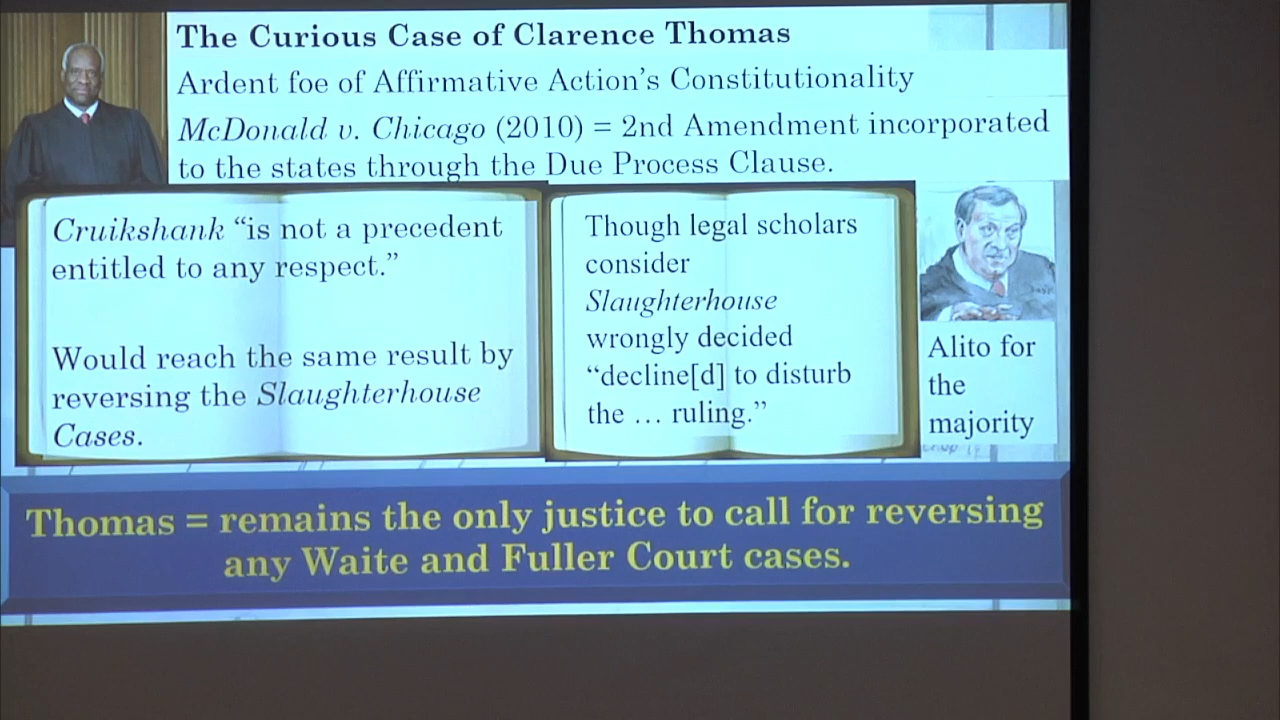 The Curious Case of Clarence Thomas
Ardent foe of Affirmative Action's Constitutionality
McDonald v. Chicago (2010) = 2nd Amendment incorporated
to the states through the Due Process Clause.
Cruikshank “is not a precedent
entitled to any respect.”
Would reach the same result by
reversing the Slaughterhouse
Cases.
Though legal scholars
consider
Slaughterhouse
wrongly decided
“decline[d] to disturb
the … ruling.”
Alito for
the
majority
Thomas = remains the only justice to call for reversing
any Waite and Fuller Court cases.